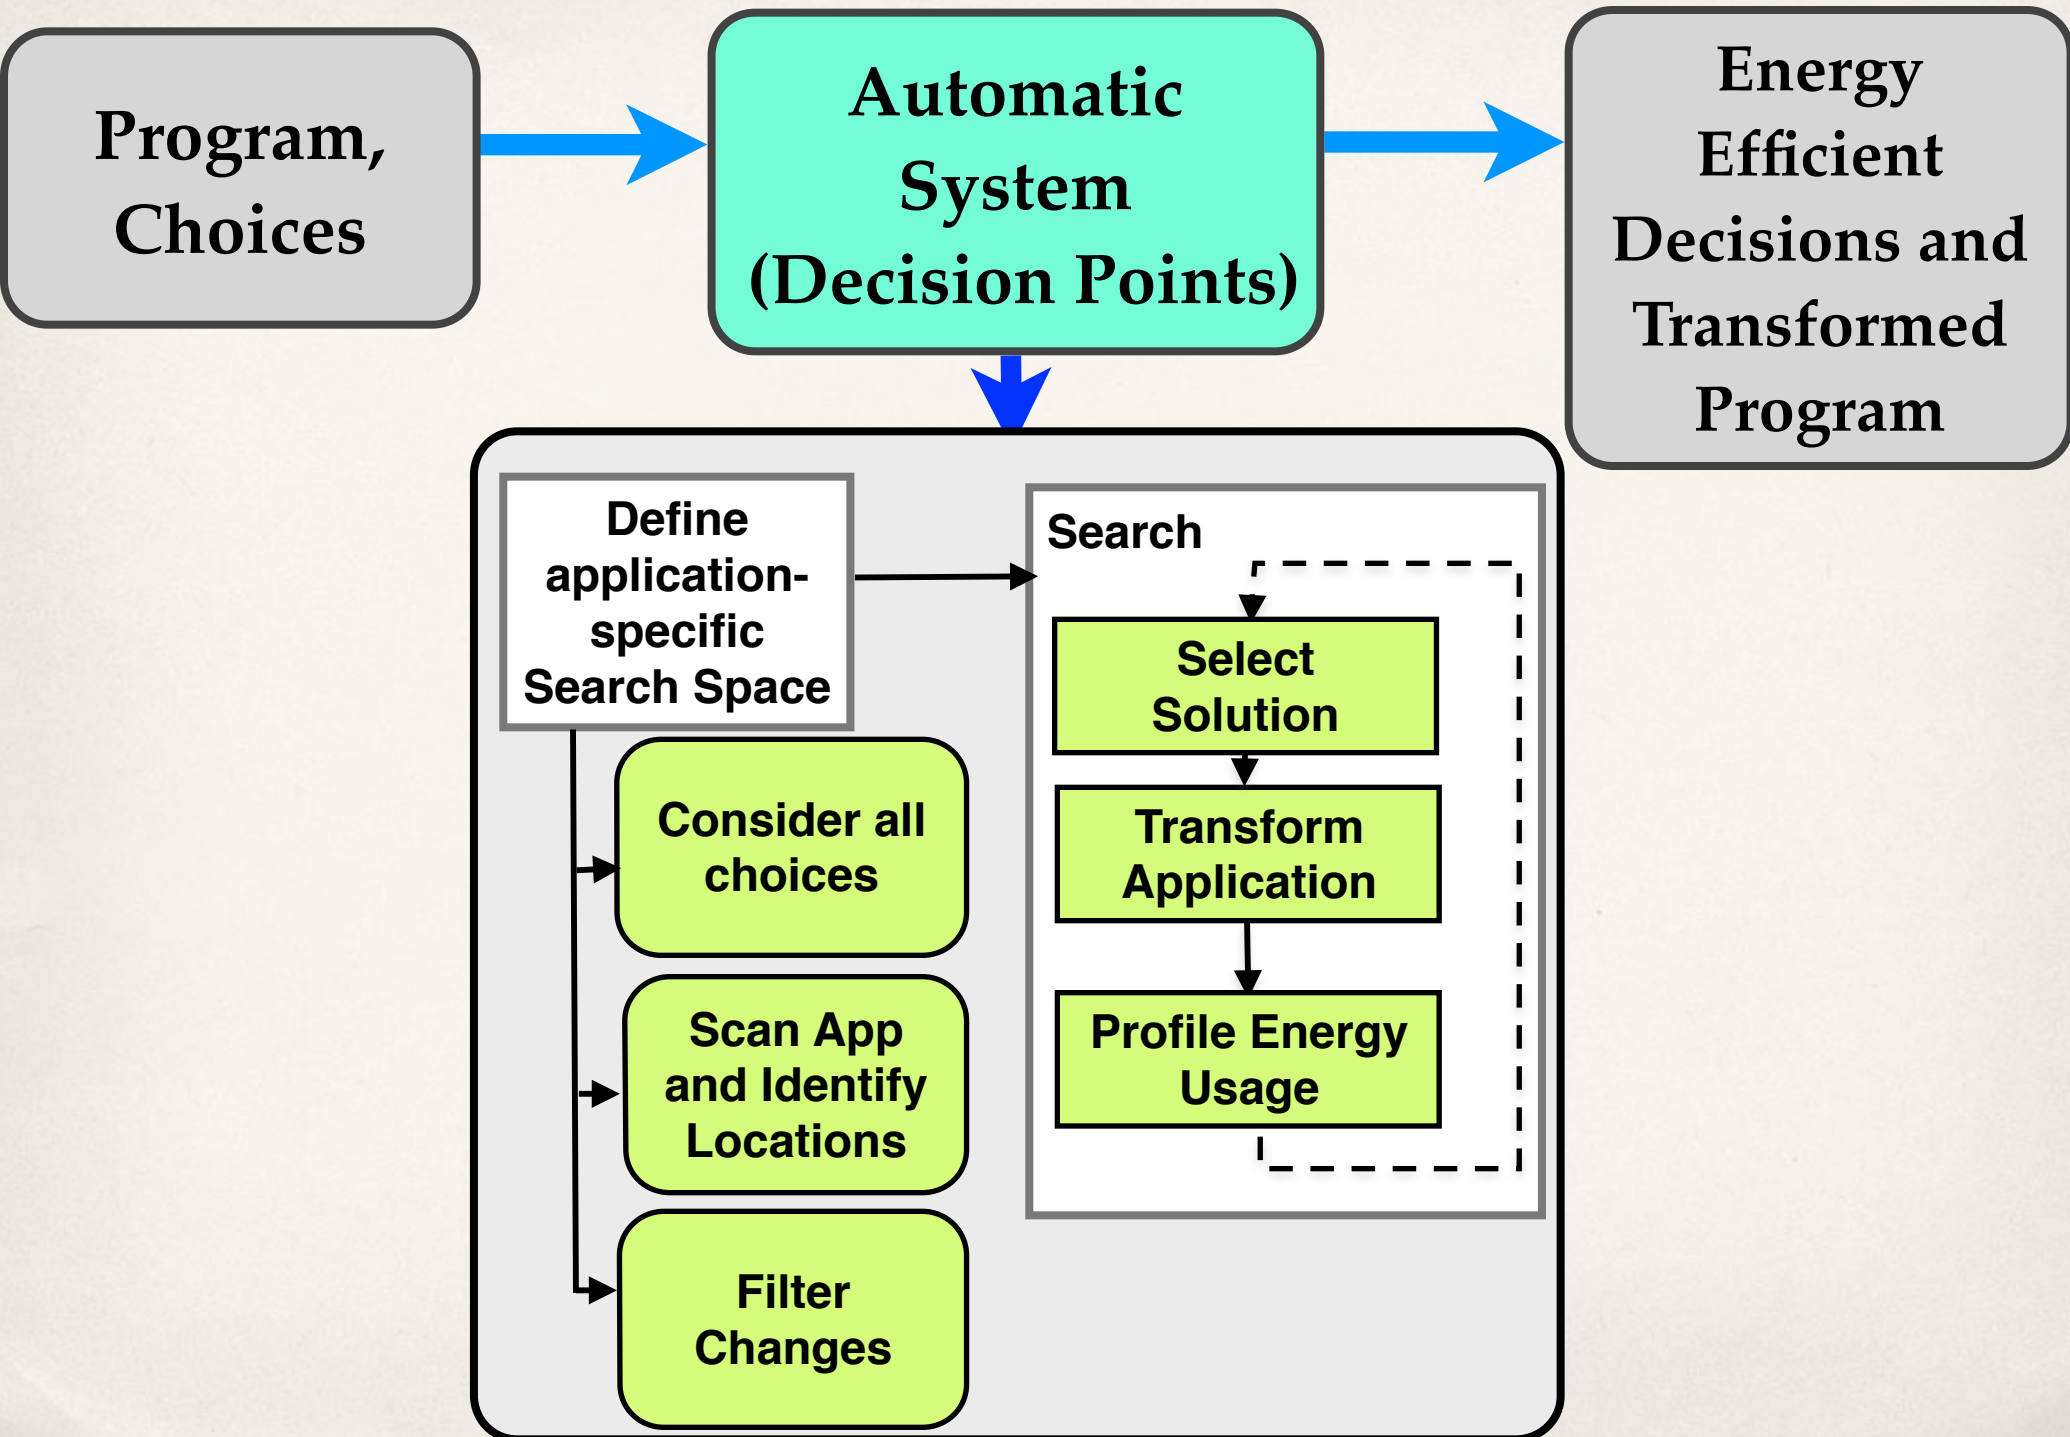 Program,
Choices
Automatic
System
(Decision Points)
Energy
Efficient
Decisions and
Transformed
Program
Define
application-
specific
Search Space
Consider all
choices
Scan App
and Identify
Locations
Filter
Changes
Search
Select
Solution
Transform
Application
Profile Energy
Usage